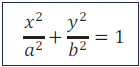 x²/a² + y²/b² = 1